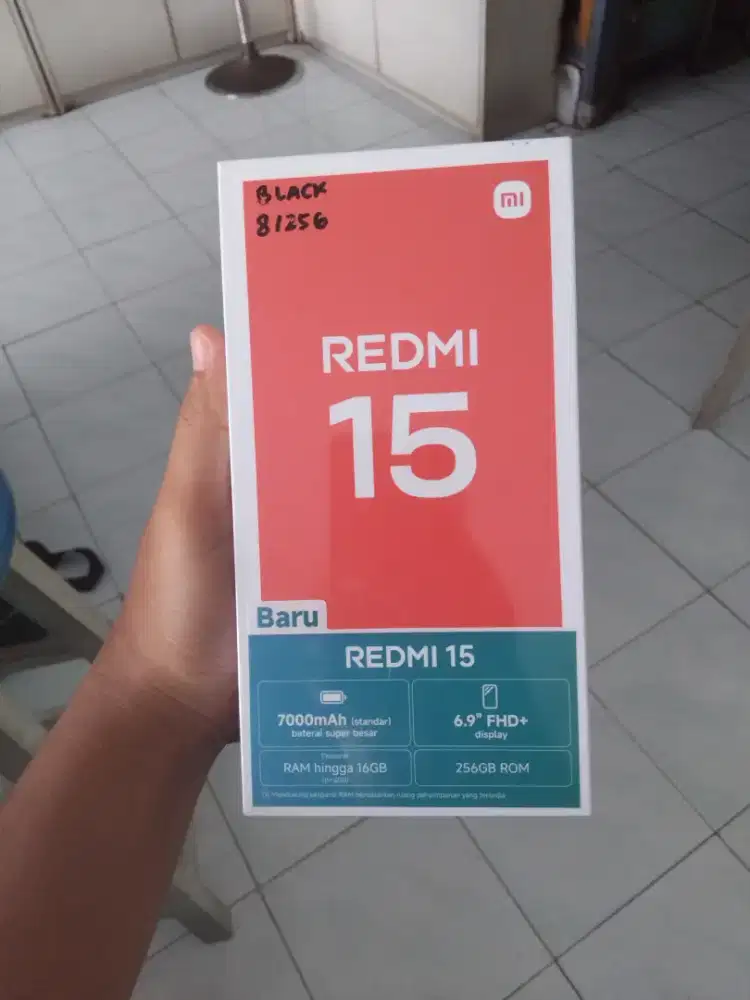 BLACK
8/256
mi
REDMI
15
Baru
REDMI 15
7000mAh (standar)
baterai super besar
6.9" FHD+
display
RAM hingga 16GB
256GB ROM